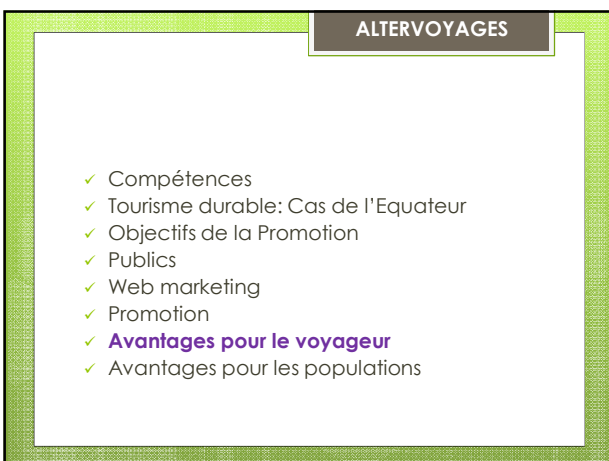 ALTERVOYAGES
✓ Compétences
✓ Tourisme durable: Cas de l'Equateur
✓ Objectifs de la Promotion
✓ Publics
✓ Web marketing
✓ Promotion
✓ Avantages pour le voyageur
✓ Avantages pour les populations